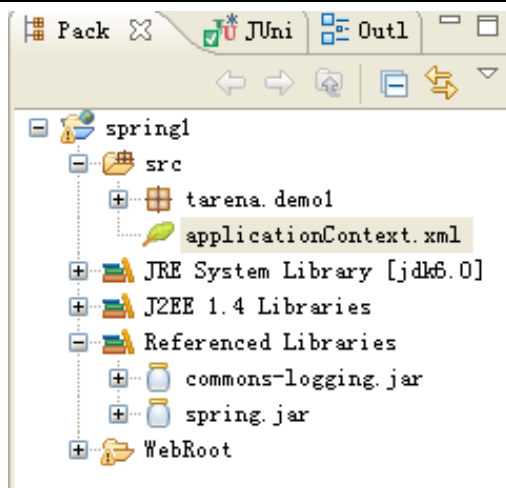 Pack JUni Outl
spring1
src
tarena.demo1
applicationContext.xml
JRE System Library [jdk6.0]
J2EE 1.4 Libraries
Referenced Libraries
commons-logging.jar
spring.jar
WebRoot